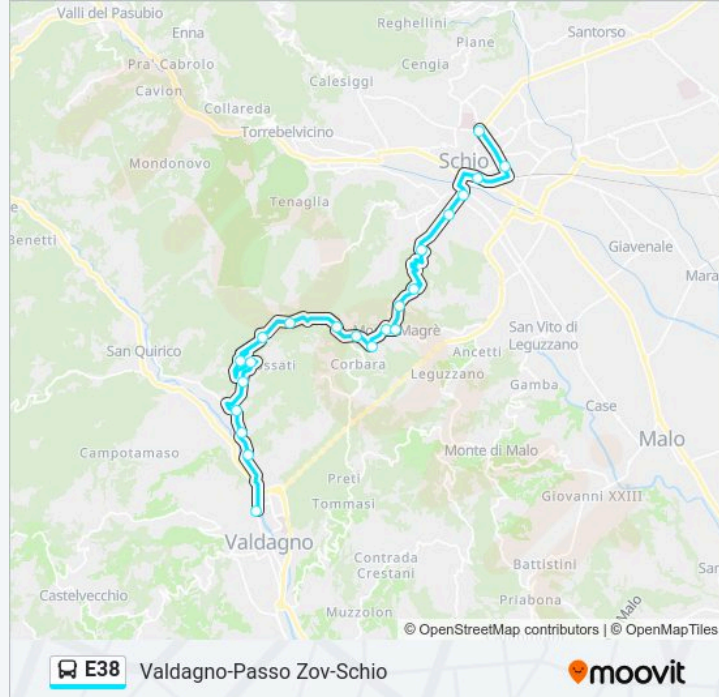 Reghellini
Santorso
Valli del Pasubio
Enna
Piane
Cengia
Pra' Cabrolo
Calesiggi
Cavion
Collareda
Torrebelvicino
Schio
Mondonovo
Tenaglia
Benetti
Giavenale
Mara
San Vito di
Leguzzano
San Quirico
Magrè
Ancetti
Corbara
Leguzzano
Gamba
Case
Malo
Campotamaso
Monte di Malo
Preti
Giovanni XXIII
Tommasi
Valdagno
Contrada
Crestani
Battistini
San
Castelvecchio
Priabona
Malo
Muzzolon
© OpenStreetMap contributors | © OpenMapTiles
E38 Valdagno-Passo Zov-Schio
moovit